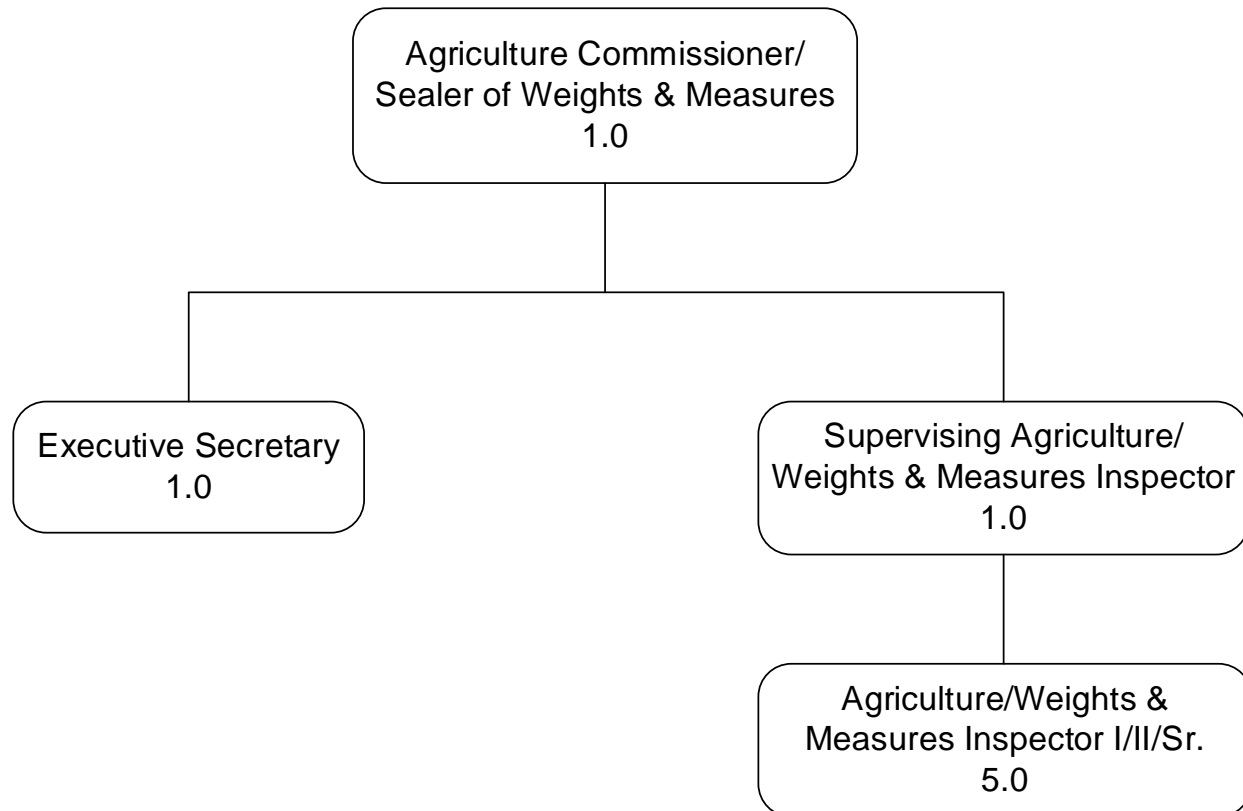 Agriculture Commissioner/
Sealer of Weights & Measures
1.0
Executive Secretary
1.0
Supervising Agriculture/
Weights & Measures Inspector
1.0
Agriculture/Weights &
Measures Inspector I/II/Sr.
5.0